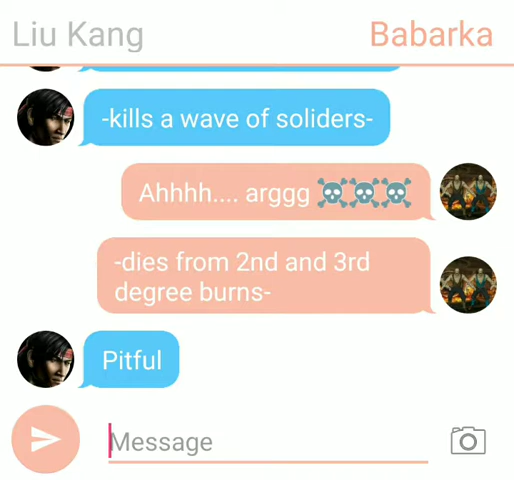 Liu Kang
Babarka
-kills a wave of soliders-
Ahhhh.... arggg ☠☠☠
-dies from 2nd and 3rd
degree burns-
Pitful
Message